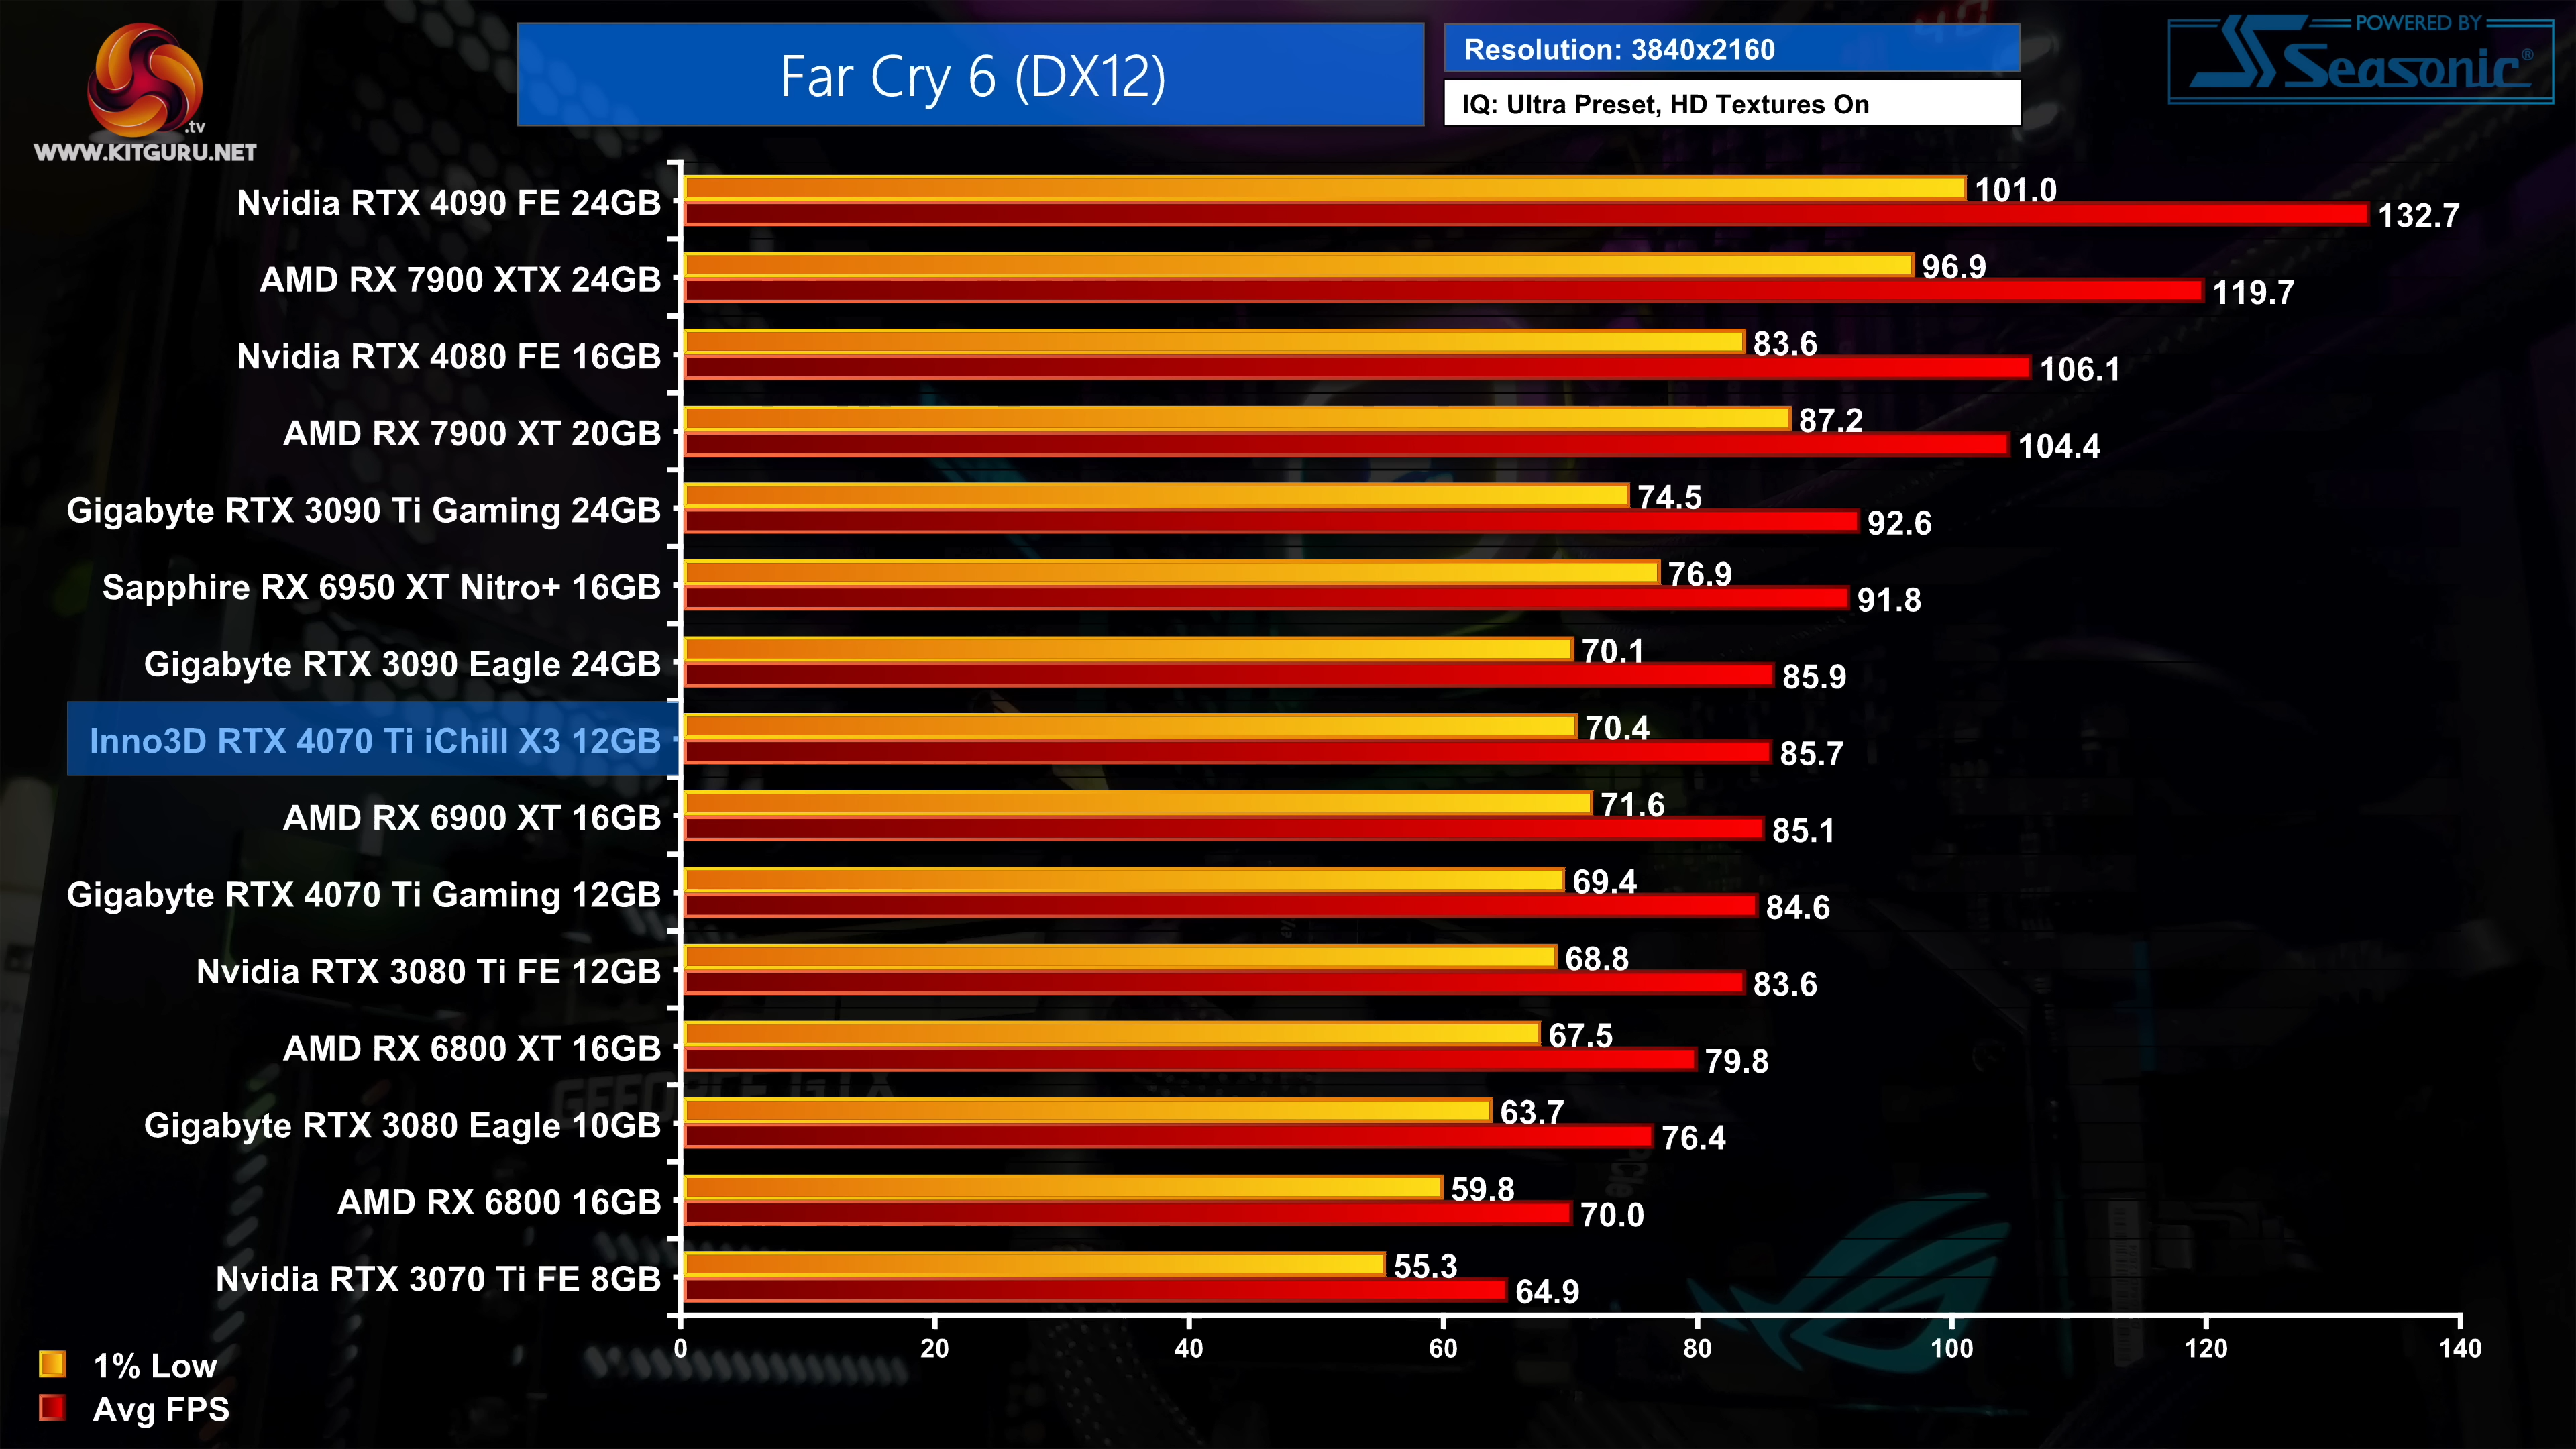 .tv
WWW.KITGURU.NET
Far Cry 6 (DX12)
Resolution: 3840x2160
IQ: Ultra Preset, HD Textures On
POWERED BY
Seasonic®
Nvidia RTX 4090 FE 24GB
101.0
132.7
AMD RX 7900 XTX 24GB
96.9
119.7
Nvidia RTX 4080 FE 16GB
83.6
106.1
AMD RX 7900 XT 20GB
87.2
104.4
Gigabyte RTX 3090 Ti Gaming 24GB
74.5
92.6
Sapphire RX 6950 XT Nitro+ 16GB
76.9
91.8
Gigabyte RTX 3090 Eagle 24GB
70.1
85.9
Inno3D RTX 4070 Ti iChill X3 12GB
70.4
85.7
AMD RX 6900 XT 16GB
71.6
85.1
Gigabyte RTX 4070 Ti Gaming 12GB
69.4
84.6
Nvidia RTX 3080 Ti FE 12GB
68.8
83.6
AMD RX 6800 XT 16GB
67.5
79.8
GEFORCE GTX
Gigabyte RTX 3080 Eagle 10GB
63.7
76.4
PCIe
AMD RX 6800 16GB
59.8
70.0
Nvidia RTX 3070 Ti FE 8GB
55.3
64.9
0 20 40 60 80 100 120 140
1% Low
Avg FPS